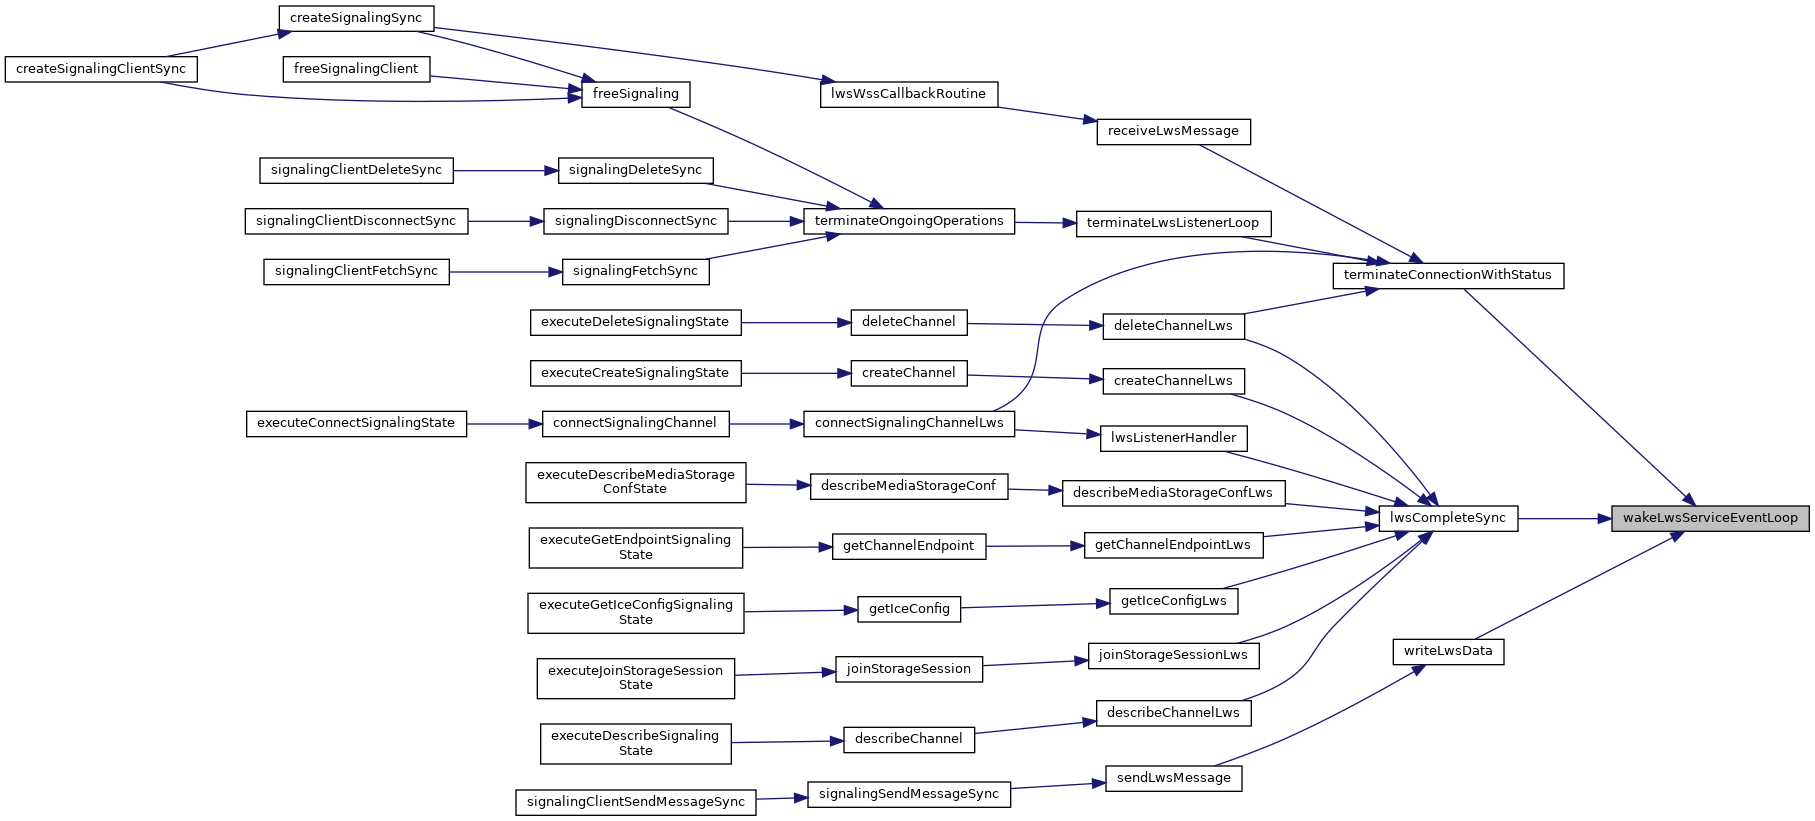 createSignalingSync
createSignalingClientSync
freeSignalingClient
freeSignaling
lwsWssCallbackRoutine
receiveLwsMessage
signalingClientDeleteSync
signalingDeleteSync
signalingClientDisconnectSync
signalingDisconnectSync
terminateOngoingOperations
terminateLwsListenerLoop
signalingClientFetchSync
signalingFetchSync
terminateConnectionWithStatus
executeDeleteSignalingState
deleteChannel
deleteChannelLws
executeCreateSignalingState
createChannel
createChannelLws
executeConnectSignalingState
connectSignalingChannel
connectSignalingChannelLws
lwsListenerHandler
executeDescribeMediaStorage
ConfState
describeMediaStorageConf
describeMediaStorageConfLws
lwsCompleteSync
wakeLwsServiceEventLoop
executeGetEndpointSignaling
State
getChannelEndpoint
getChannelEndpointLws
executeGetIceConfigSignaling
State
getIceConfig
getIceConfigLws
executeJoinStorageSession
State
joinStorageSession
joinStorageSessionLws
writeLwsData
executeDescribeSignaling
State
describeChannel
describeChannelLws
signalingClientSendMessageSync
signalingSendMessageSync
sendLwsMessage